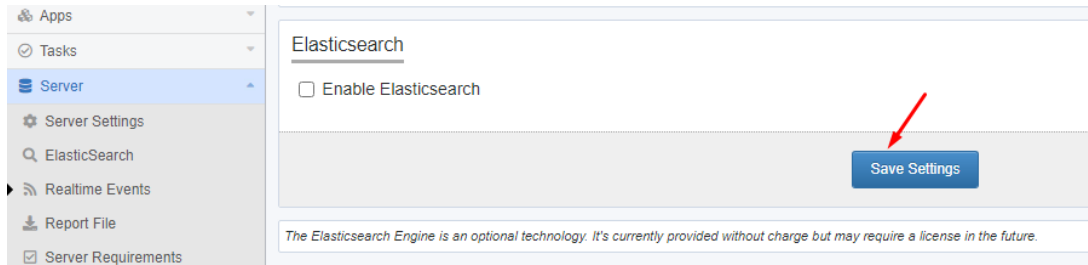 Apps
Tasks
Server
Server Settings
ElasticSearch
Realtime Events
Report File
Server Requirements
Elasticsearch
Enable Elasticsearch
Save Settings
The Elasticsearch Engine is an optional technology. It's currently provided without charge but may require a license in the future.